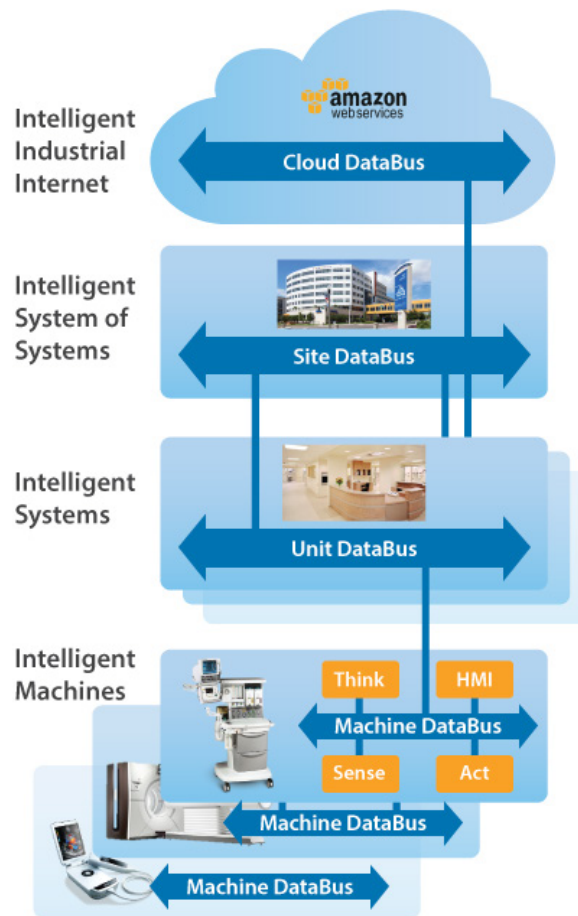 amazon
webservices
Intelligent
Industrial
Internet
Cloud DataBus
Intelligent
System of
Systems
Site DataBus
Intelligent
Systems
Unit DataBus
Intelligent
Machines
Think
HMI
Machine DataBus
Sense
Act
Machine DataBus
Machine DataBus